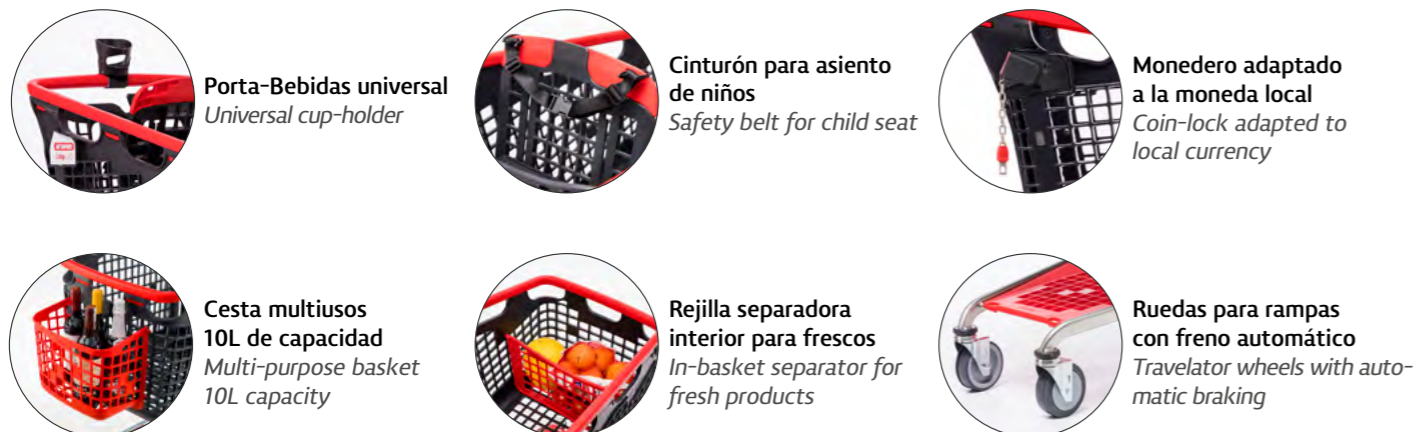 Porta-Bebidas universal
Universal cup-holder
Cinturón para asiento
de niños
Safety belt for child seat
Monedero adaptado
a la moneda local
Coin-lock adapted to
local currency
Cesta multiusos
10L de capacidad
Multi-purpose basket
10L capacity
Rejilla separadora
interior para frescos
In-basket separator for
fresh products
Ruedas para rampas
con freno automático
Travelator wheels with auto-
matic braking